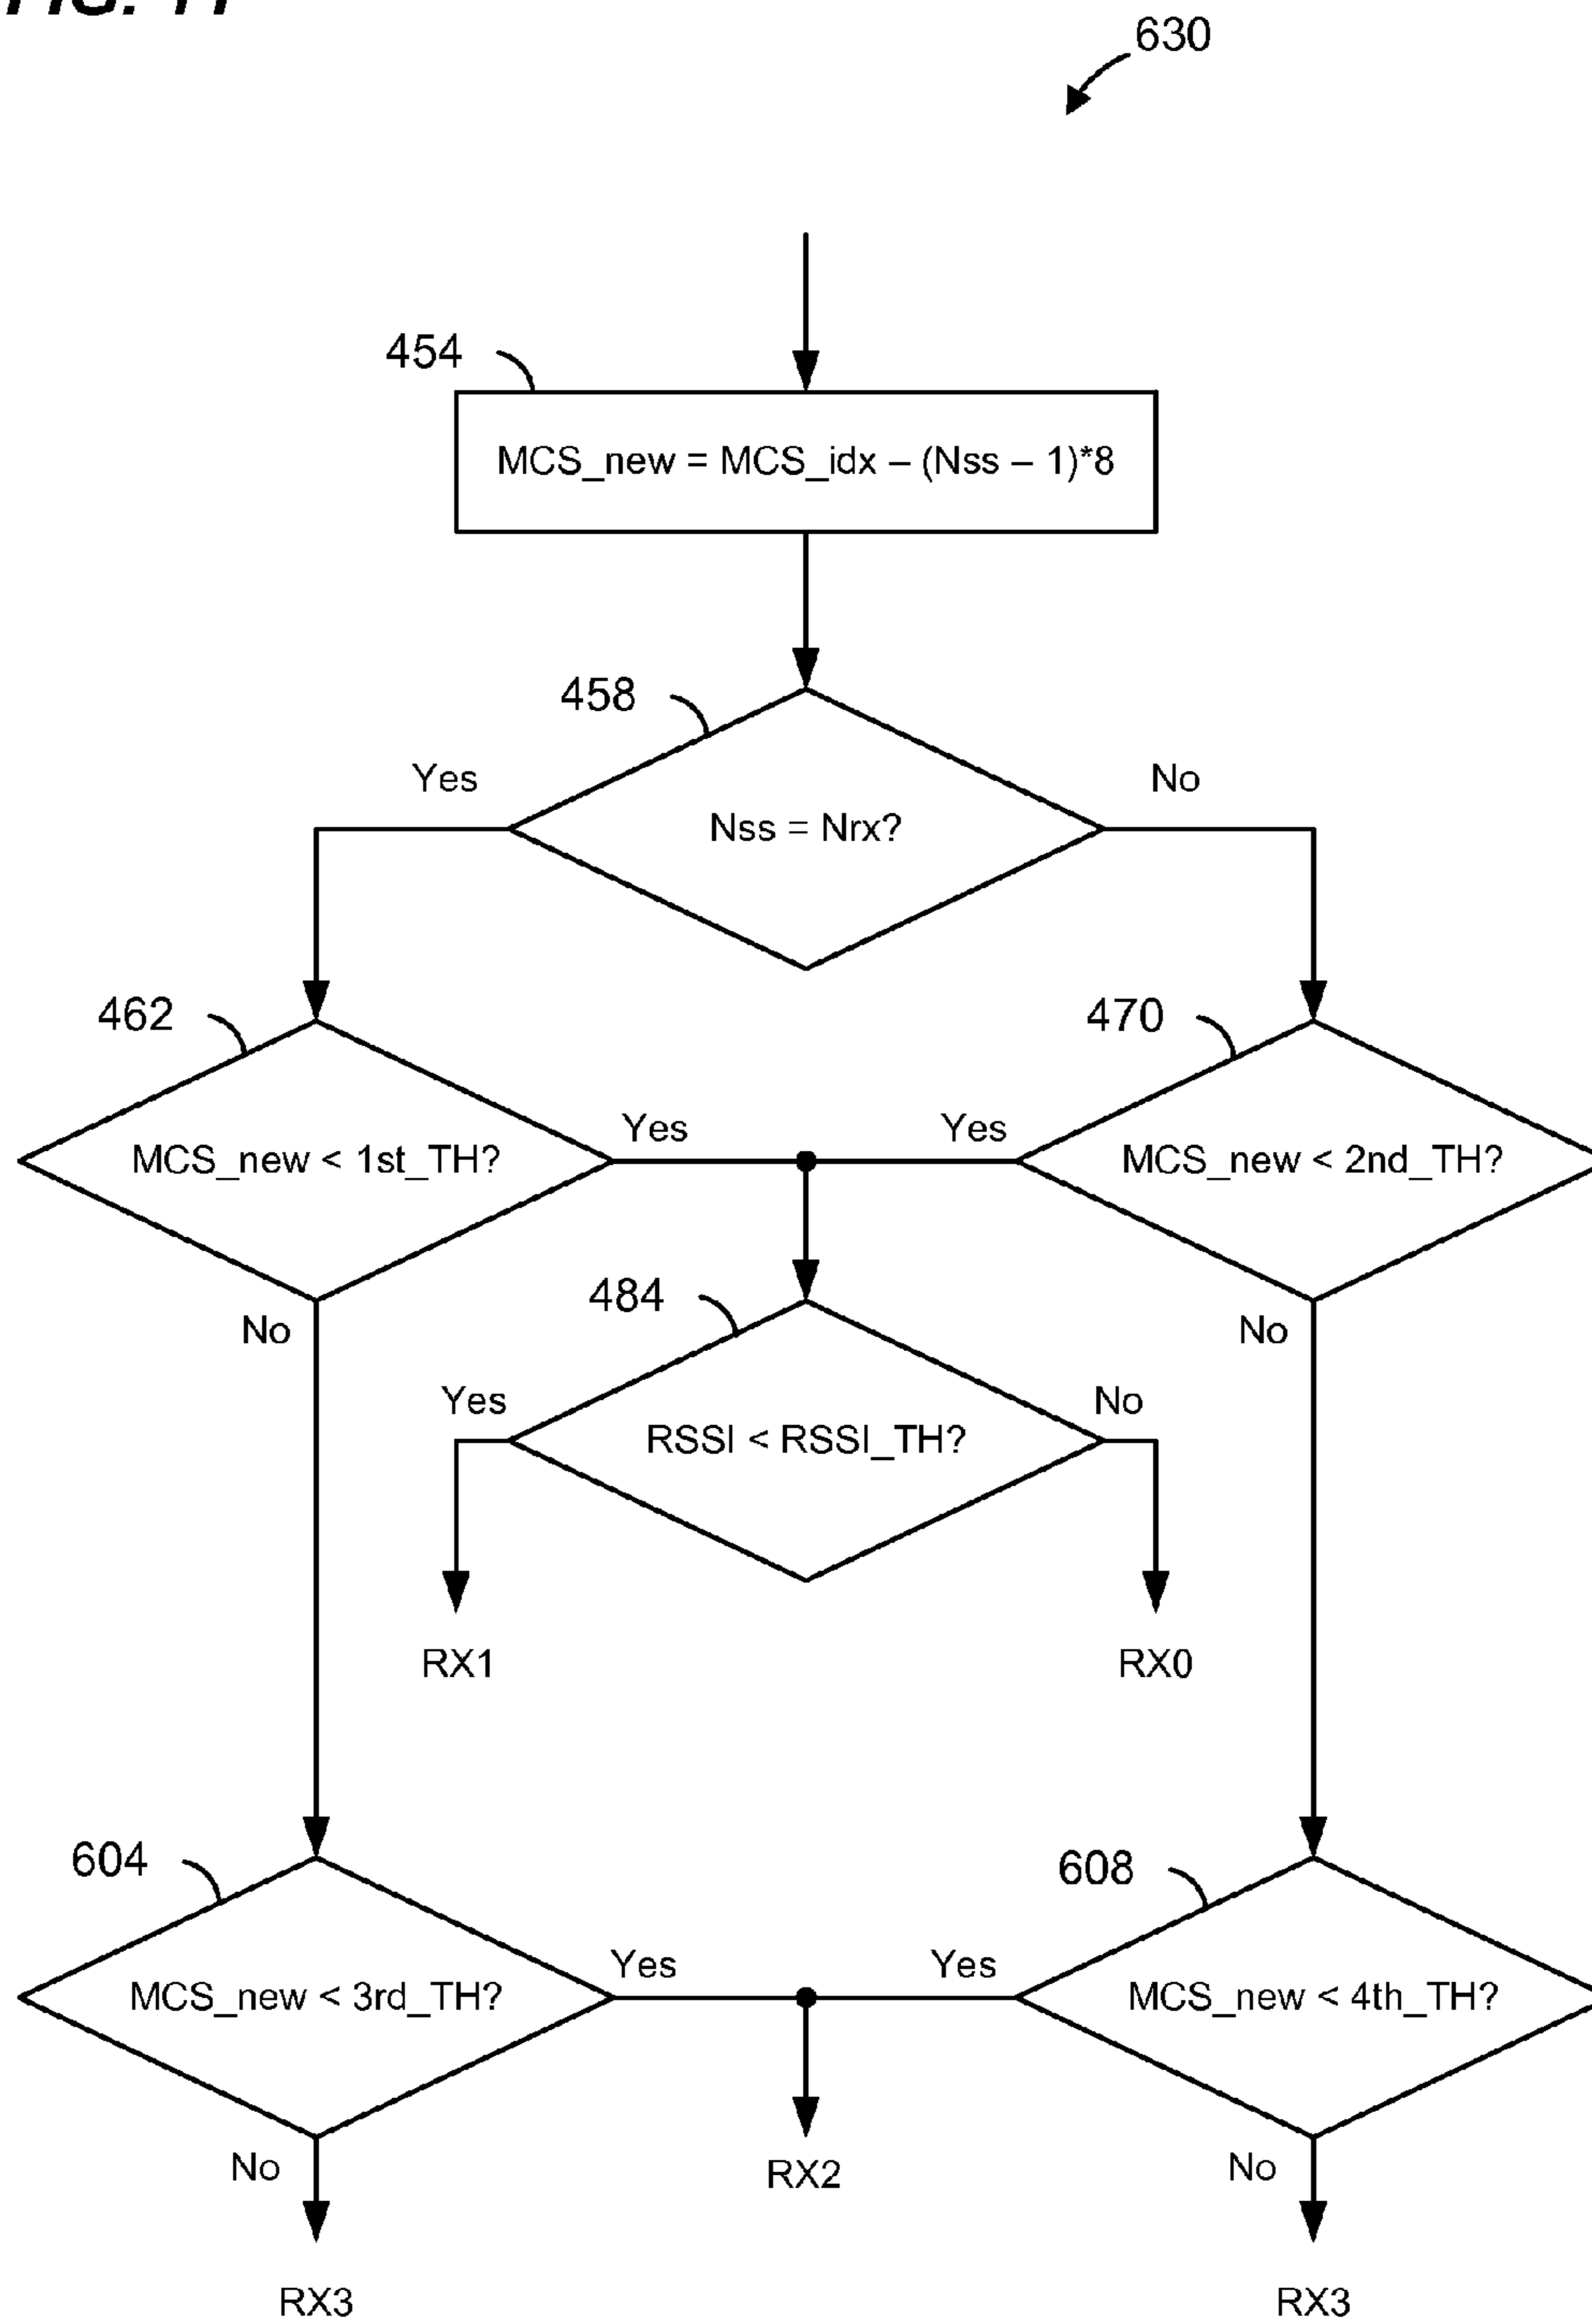 FIG. 11
630
454
MCS_new = MCS_idx – (Nss – 1)*8
458
Yes
No
Nss = Nrx?
462
470
MCS_new < 1st_TH?
Yes
Yes
MCS_new < 2nd_TH?
No
484
No
Yes
No
RSSI < RSSI_TH?
RX1
RX0
604
608
MCS_new < 3rd_TH?
Yes
Yes
MCS_new < 4th_TH?
No
RX2
No
RX3
RX3